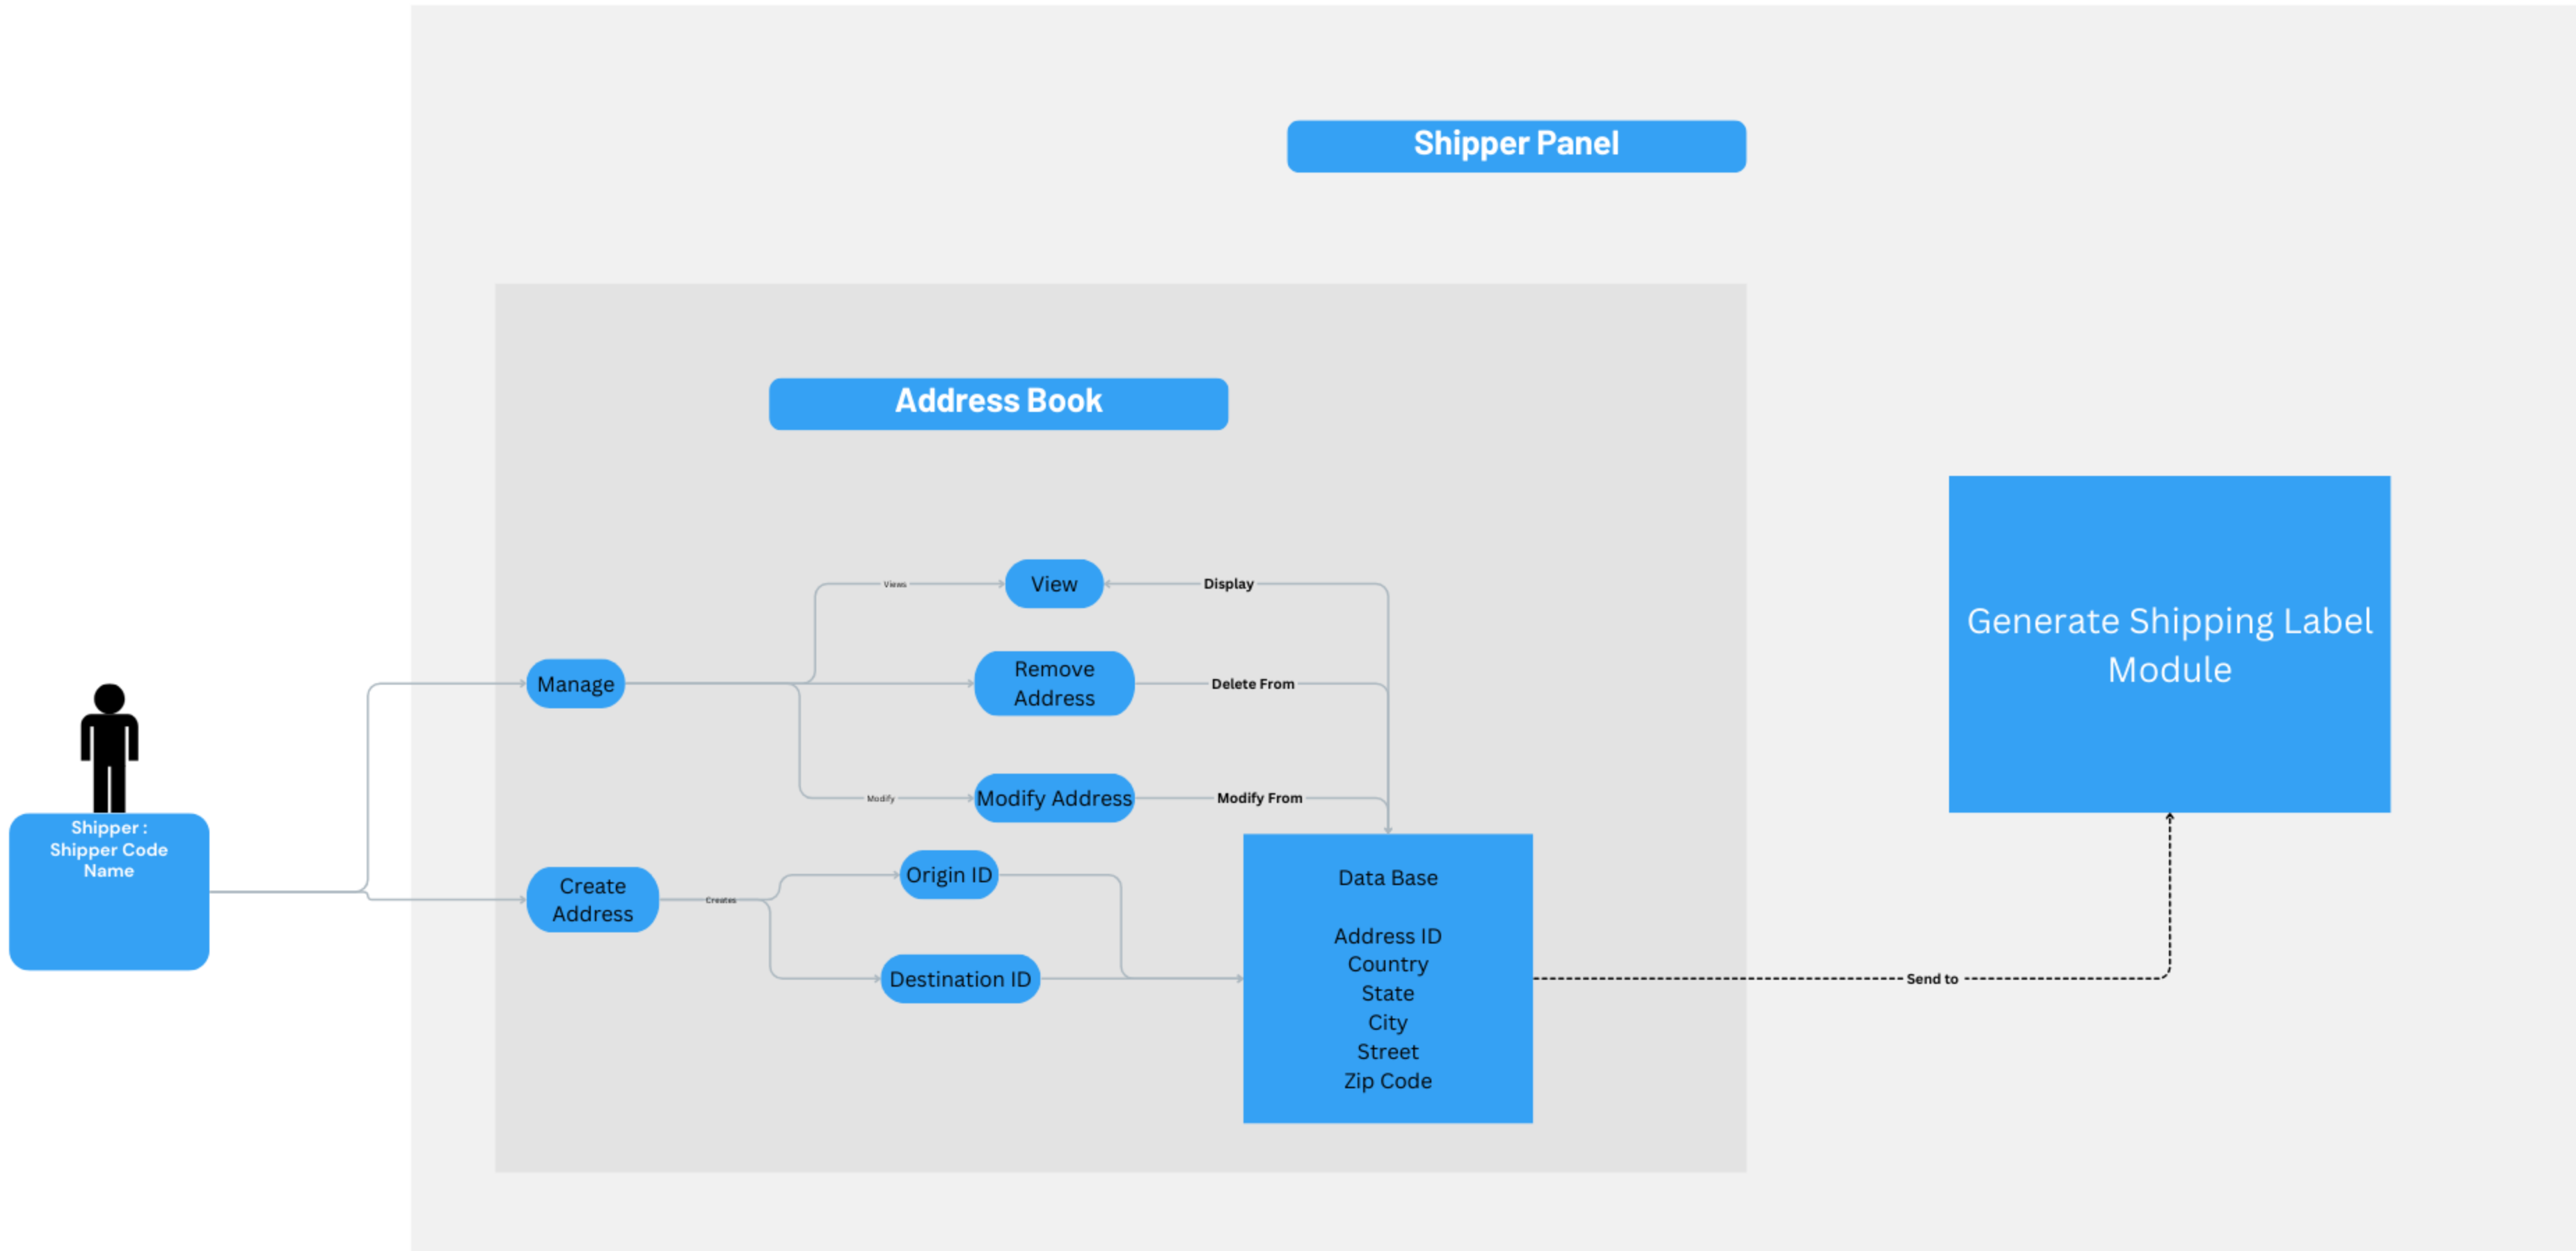 Shipper Panel
Address Book
Views
View
Display
Manage
Remove
Address
Delete From
Modify
Modify Address
Modify From
Generate Shipping Label
Module
Shipper :
Shipper Code
Name
Create
Address
Creates
Origin ID
Destination ID
Data Base
Address ID
Country
State
City
Street
Zip Code
Send to